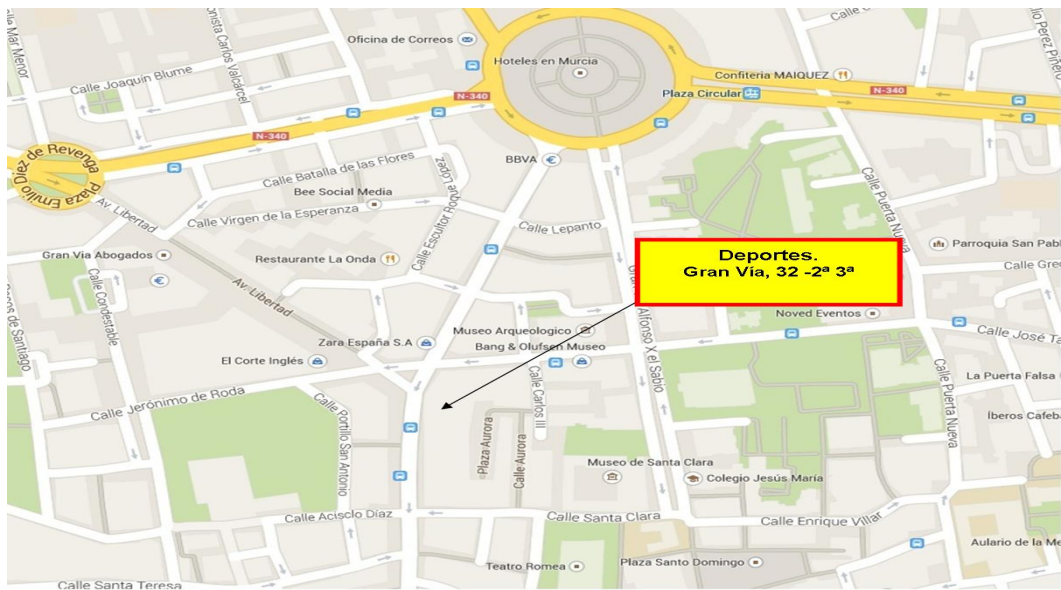 Calle Mar Menor
Carlos Valcárcel
Oficina de Correos
Calle Joaquín Blume
Hoteles en Murcia
Confitería MAIQUEZ
Plaza Circular
N-340
N-340
N-340
Plaza Emilio Díez de Revenga
BBVA
Calle Batalla de las Flores
Bee Social Media
Calle Virgen de la Esperanza
Av. Libertad
Calle Escultor Roque López
Calle Lepanto
Calle Puerta Nueva
Parroquia San Pabl
Gran Via Abogados
Restaurante La Onda
Deportes.
Gran Vía, 32 -2ª 3ª
Calle Gre
Av. Libertad
Calle Condestable
Alfonso X el Sabio
Noved Eventos
Museo Arqueologico
Zara España S.A
Bang & Olufsen Museo
Calle José Ta
El Corte Inglés
La Puerta Falsa
Calle Jerónimo de Roda
Calle Portillo San Antonio
Calle Carlos III
Calle Puerta Nueva
Íberos Cafeb
Plaza Aurora
Calle Aurora
Museo de Santa Clara
Colegio Jesús María
Calle Acisclo Díaz
Calle Santa Clara
Calle Enrique Villar
Aulario de la Me
Teatro Romea
Plaza Santo Domingo
Calle Santa Teresa